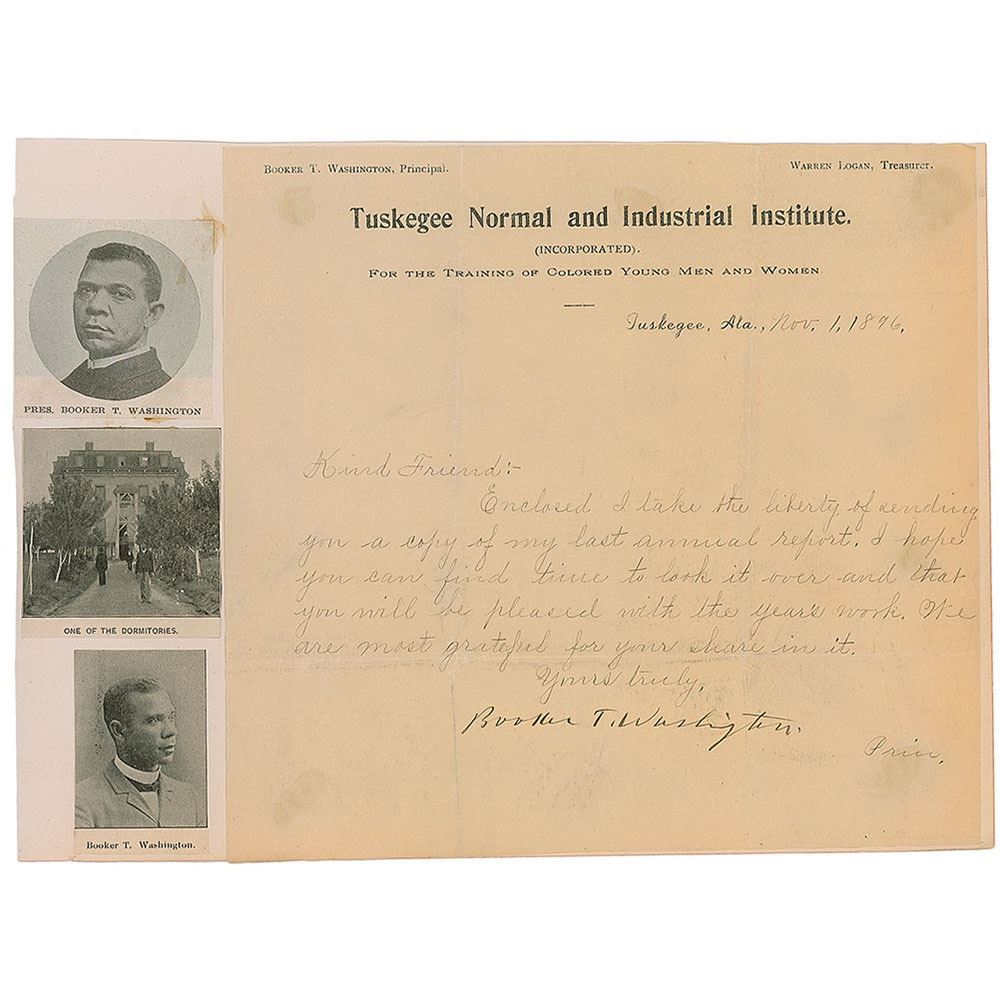 BOOKER T. WASHINGTON, Principal.
WARREN LOGAN, Treasurer.
Tuskegee Normal and Industrial Institute.
(INCORPORATED).
FOR THE TRAINING OF COLORED YOUNG MEN AND WOMEN
Tuskegee, Ala., Nov. 1, 1896.
Kind Friend:-
Enclosed I take the liberty of sending
you a copy of my last annual report. I hope
you can find time to look it over and that
you will be pleased with the year's work. We
are most grateful for your share in it.
Yours truly,
Booker T. Washington.
Prin.
PRES. BOOKER T. WASHINGTON
ONE OF THE DORMITORIES.
Booker T. Washington.